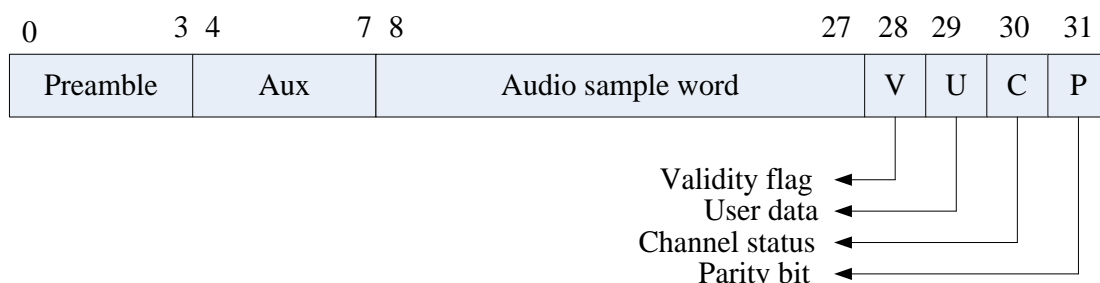 0 3 4 7 8 27 28 29 30 31
Preamble Aux Audio sample word V U C P
Validity flag
User data
Channel status
Parity bit